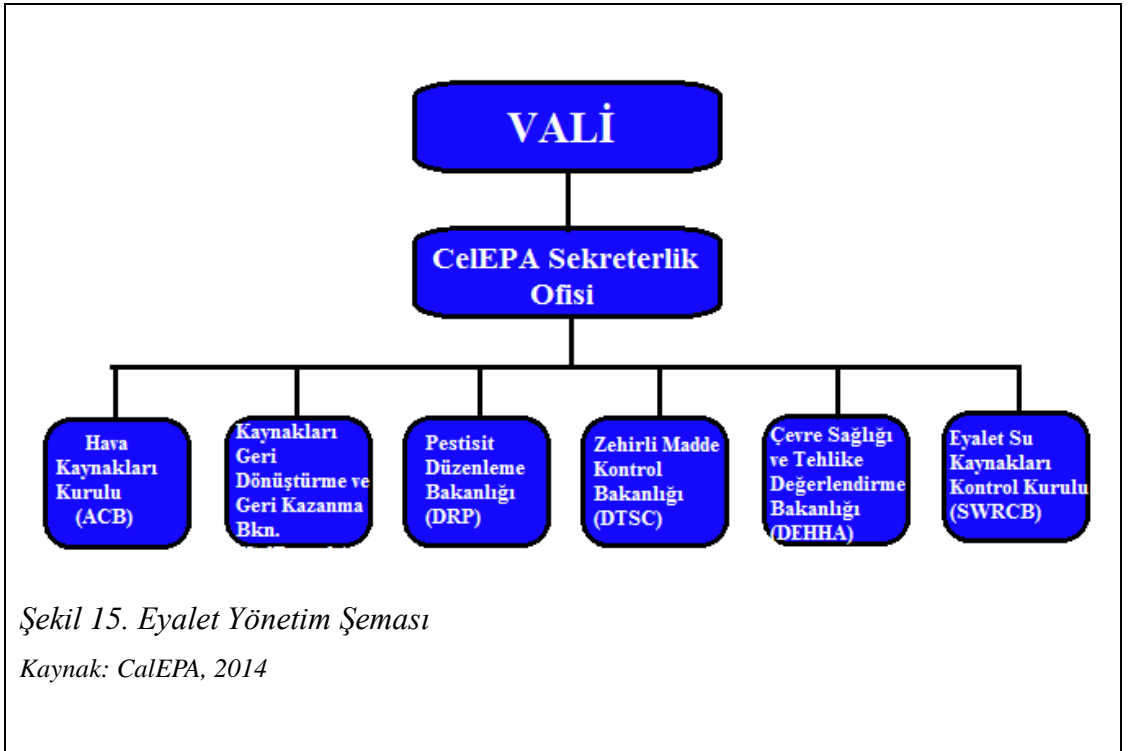 VALİ
CelEPA Sekreterlik
Ofisi
Hava
Kaynakları
Kurulu
(ACB)
Kaynakları
Geri
Dönüştürme ve
Geri Kazanma
Bkn.
Pestisit
Düzenleme
Bakanlığı
(DRP)
Zehirli Madde
Kontrol
Bakanlığı
(DTSC)
Çevre Sağlığı
ve Tehlike
Değerlendirme
Bakanlığı
(DEHHA)
Eyalet Su
Kaynakları
Kontrol Kurulu
(SWRCB)
Şekil 15. Eyalet Yönetim Şeması
Kaynak: CalEPA, 2014